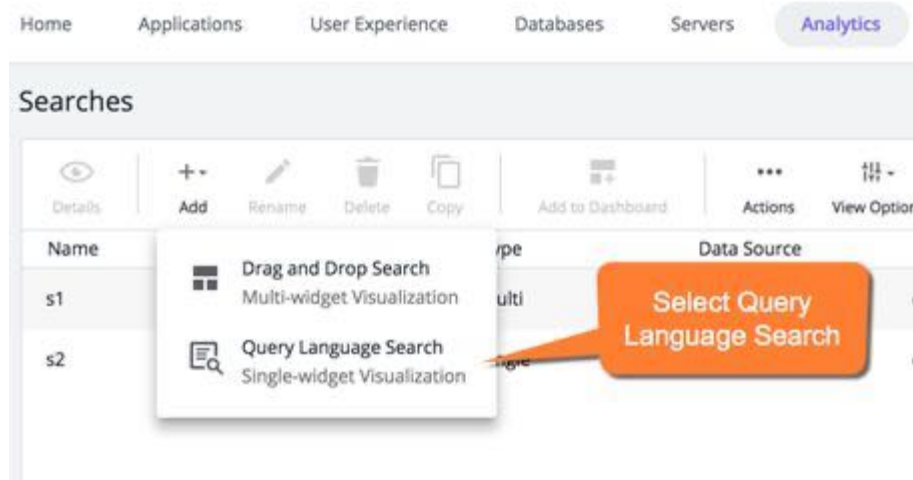 Home Applications User Experience Databases Servers Analytics
Searches
Details Add Rename Delete Copy Add to Dashboard Actions View Option
Name ype Data Source
Drag and Drop Search
Multi-widget Visualization
s1 ulti
Query Language Search
Single-widget Visualization
s2
Select Query
Language Search